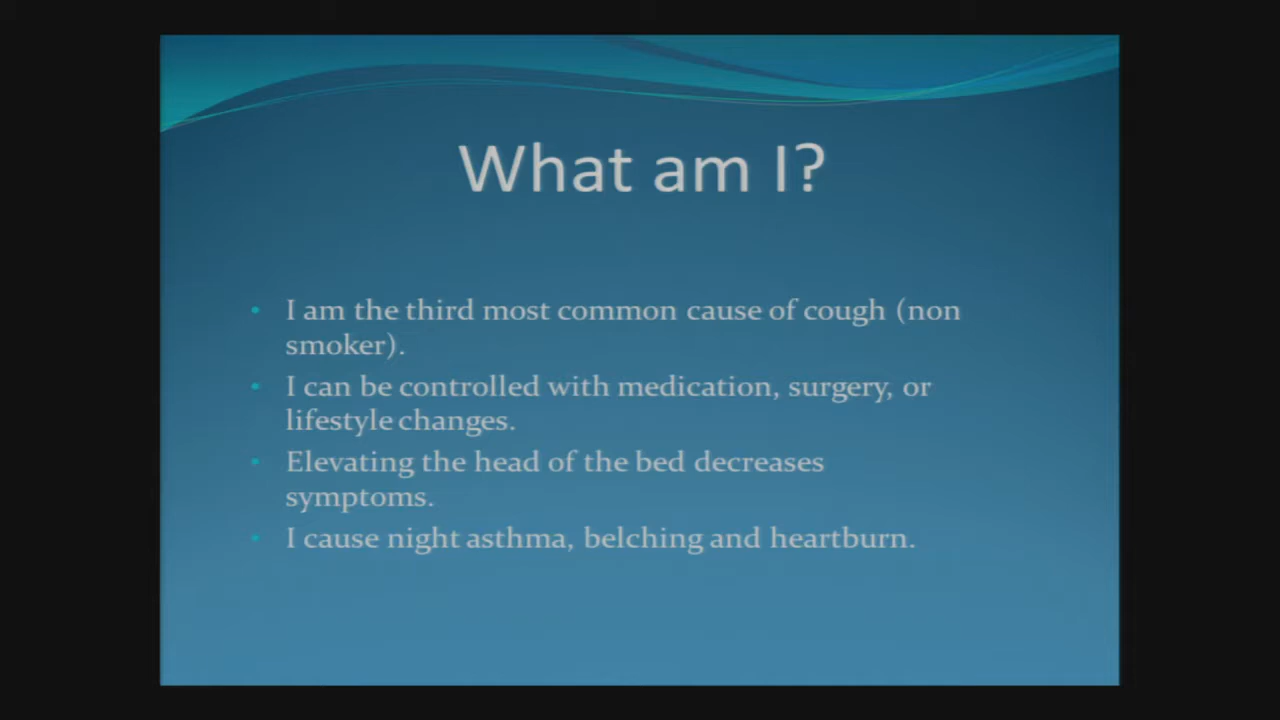 What am I?
• I am the third most common cause of cough (non
smoker).
• I can be controlled with medication, surgery, or
lifestyle changes.
• Elevating the head of the bed decreases
symptoms.
• I cause night asthma, belching and heartburn.